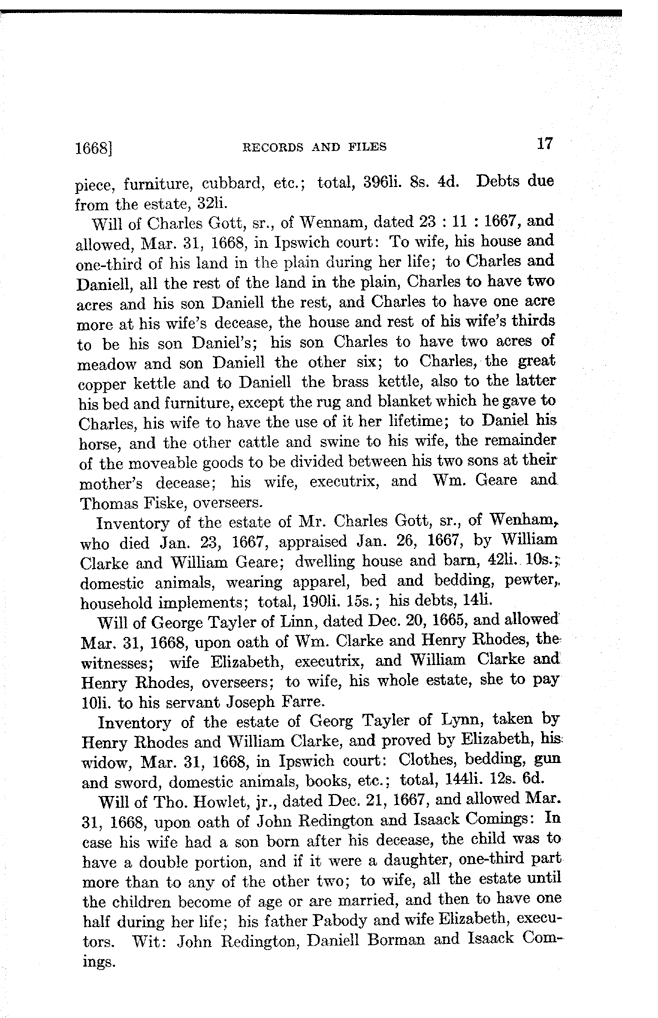 1668] RECORDS AND FILES 17
piece, furniture, cubbard, etc.; total, 396li. 8s. 4d. Debts due
from the estate, 32li.
Will of Charles Gott, sr., of Wennam, dated 23 : 11 : 1667, and
allowed, Mar. 31, 1668, in Ipswich court: To wife, his house and
one-third of his land in the plain during her life; to Charles and
Daniell, all the rest of the land in the plain, Charles to have two
acres and his son Daniell the rest, and Charles to have one acre
more at his wife's decease, the house and rest of his wife's thirds
to be his son Daniel's; his son Charles to have two acres of
meadow and son Daniell the other six; to Charles, the great
copper kettle and to Daniell the brass kettle, also to the latter
his bed and furniture, except the rug and blanket which he gave to
Charles, his wife to have the use of it her lifetime; to Daniel his
horse, and the other cattle and swine to his wife, the remainder
of the moveable goods to be divided between his two sons at their
mother's decease; his wife, executrix, and Wm. Geare and
Thomas Fiske, overseers.
Inventory of the estate of Mr. Charles Gott, sr., of Wenham,
who died Jan. 23, 1667, appraised Jan. 26, 1667, by William
Clarke and William Geare; dwelling house and barn, 42li. 10s.;
domestic animals, wearing apparel, bed and bedding, pewter,
household implements; total, 190li. 15s.; his debts, 14li.
Will of George Tayler of Linn, dated Dec. 20, 1665, and allowed
Mar. 31, 1668, upon oath of Wm. Clarke and Henry Rhodes, the
witnesses; wife Elizabeth, executrix, and William Clarke and
Henry Rhodes, overseers; to wife, his whole estate, she to pay
10li. to his servant Joseph Farre.
Inventory of the estate of Georg Tayler of Lynn, taken by
Henry Rhodes and William Clarke, and proved by Elizabeth, his
widow, Mar. 31, 1668, in Ipswich court: Clothes, bedding, gun
and sword, domestic animals, books, etc.; total, 144li. 12s. 6d.
Will of Tho. Howlet, jr., dated Dec. 21, 1667, and allowed Mar.
31, 1668, upon oath of John Redington and Isaack Comings: In
case his wife had a son born after his decease, the child was to
have a double portion, and if it were a daughter, one-third part
more than to any of the other two; to wife, all the estate until
the children become of age or are married, and then to have one
half during her life; his father Pabody and wife Elizabeth, execu-
tors. Wit: John Redington, Daniell Borman and Isaack Com-
ings.